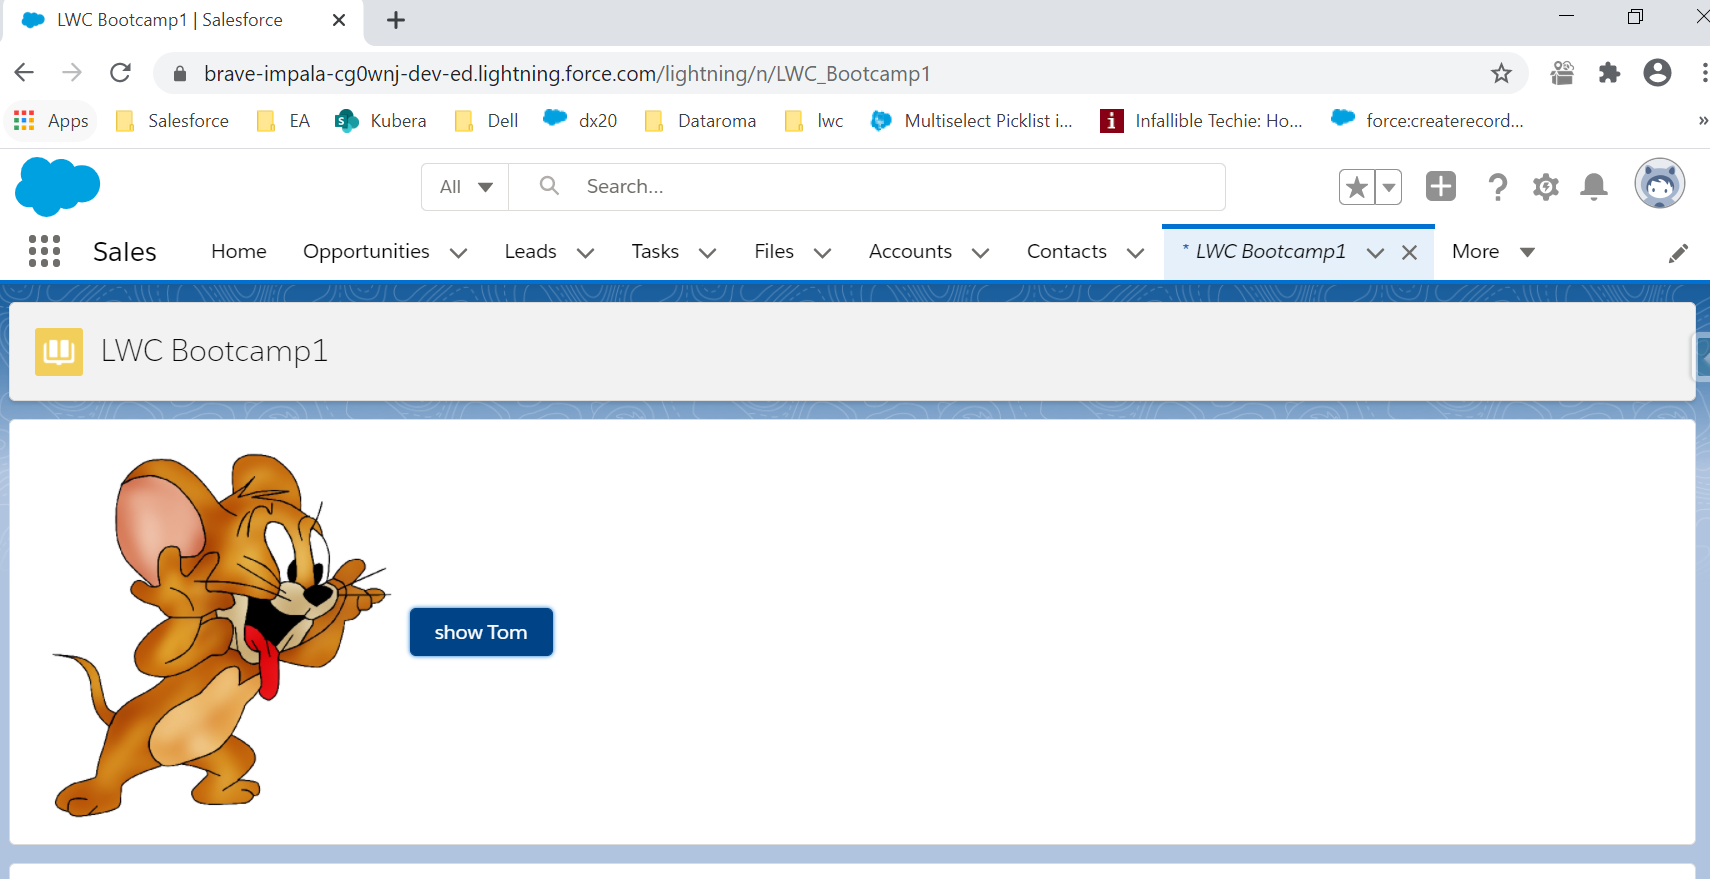 LWC Bootcamp1 | Salesforce
brave-impala-cg0wnj-dev-ed.lightning.force.com/lightning/n/LWC_Bootcamp1
Apps Salesforce EA Kubera Dell dx20 Dataroma lwc Multiselect Picklist i... Infallible Techie: Ho... force:createrecord... »
All Search...
Sales Home Opportunities Leads Tasks Files Accounts Contacts * LWC Bootcamp1 More
LWC Bootcamp1
show Tom